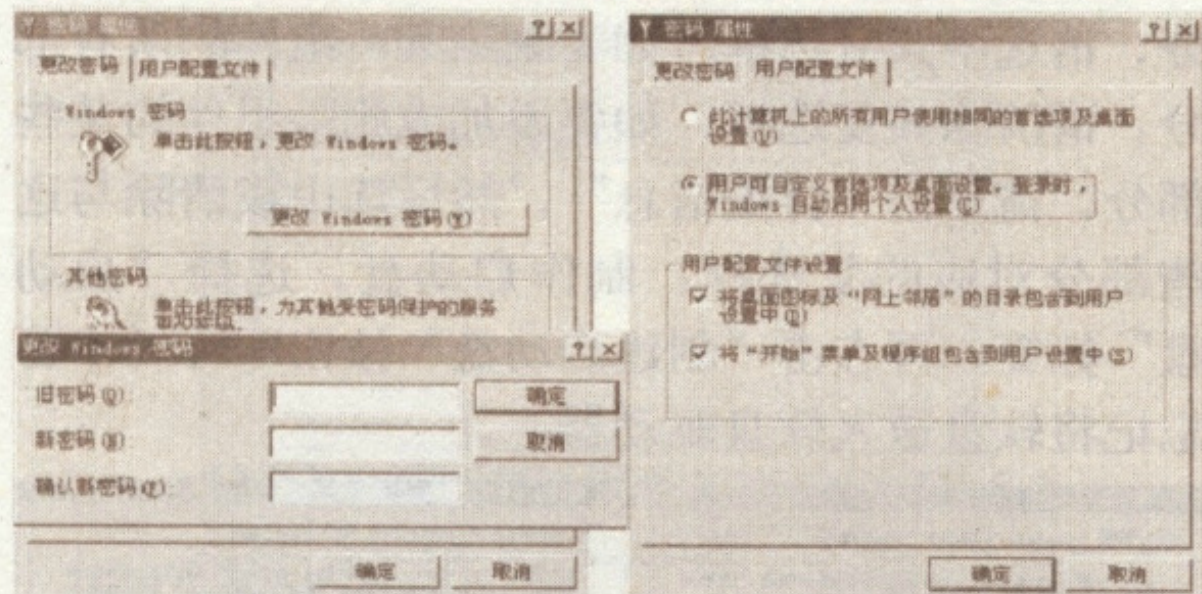 密码 属性
更改密码 用户配置文件
Windows 密码
单击此按钮，更改 Windows 密码。
更改 Windows 密码(W)
其他密码
单击此按钮，为其他受密码保护的服务
更改 Windows 密码
旧密码(O):
确定
新密码(N):
取消
确认新密码(F):
确定 取消
密码 属性
更改密码 用户配置文件
此计算机上的所有用户使用相同的首选项及桌面
设置(U)
用户可自定义首选项及桌面设置。登录时，
Windows 自动启用个人设置(C)
用户配置文件设置
将桌面图标及“网上邻居”的目录包含到用户
设置中(D)
将“开始”菜单及程序组包含到用户设置中(S)
确定 取消